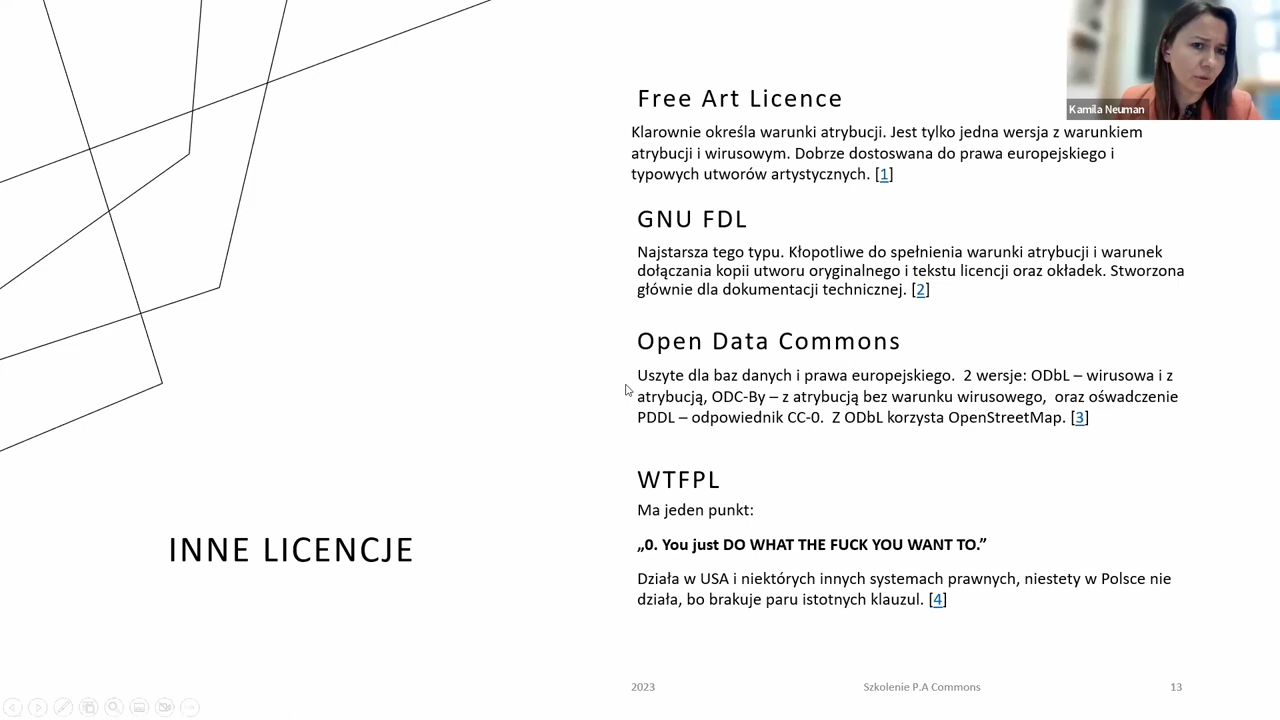 Kamila Neuman
Free Art Licence
Klarownie określa warunki atrybucji. Jest tylko jedna wersja z warunkiem
atrybucji i wirusowym. Dobrze dostoswana do prawa europejskiego i
typowych utworów artystycznych. [1]
GNU FDL
Najstarsza tego typu. Kłopotliwe do spełnienia warunki atrybucji i warunek
dołączania kopii utworu oryginalnego i tekstu licencji oraz okładek. Stworzona
głównie dla dokumentacji technicznej. [2]
Open Data Commons
Uszyte dla baz danych i prawa europejskiego.  2 wersje: ODbL – wirusowa i z
atrybucją, ODC-By – z atrybucją bez warunku wirusowego,  oraz oświadczenie
PDDL – odpowiednik CC-0.  Z ODbL korzysta OpenStreetMap. [3]
WTFPL
Ma jeden punkt:
„0. You just DO WHAT THE FUCK YOU WANT TO.”
Działa w USA i niektórych innych systemach prawnych, niestety w Polsce nie
działa, bo brakuje paru istotnych klauzul. [4]
INNE LICENCJE
2023 Szkolenie P.A Commons 13